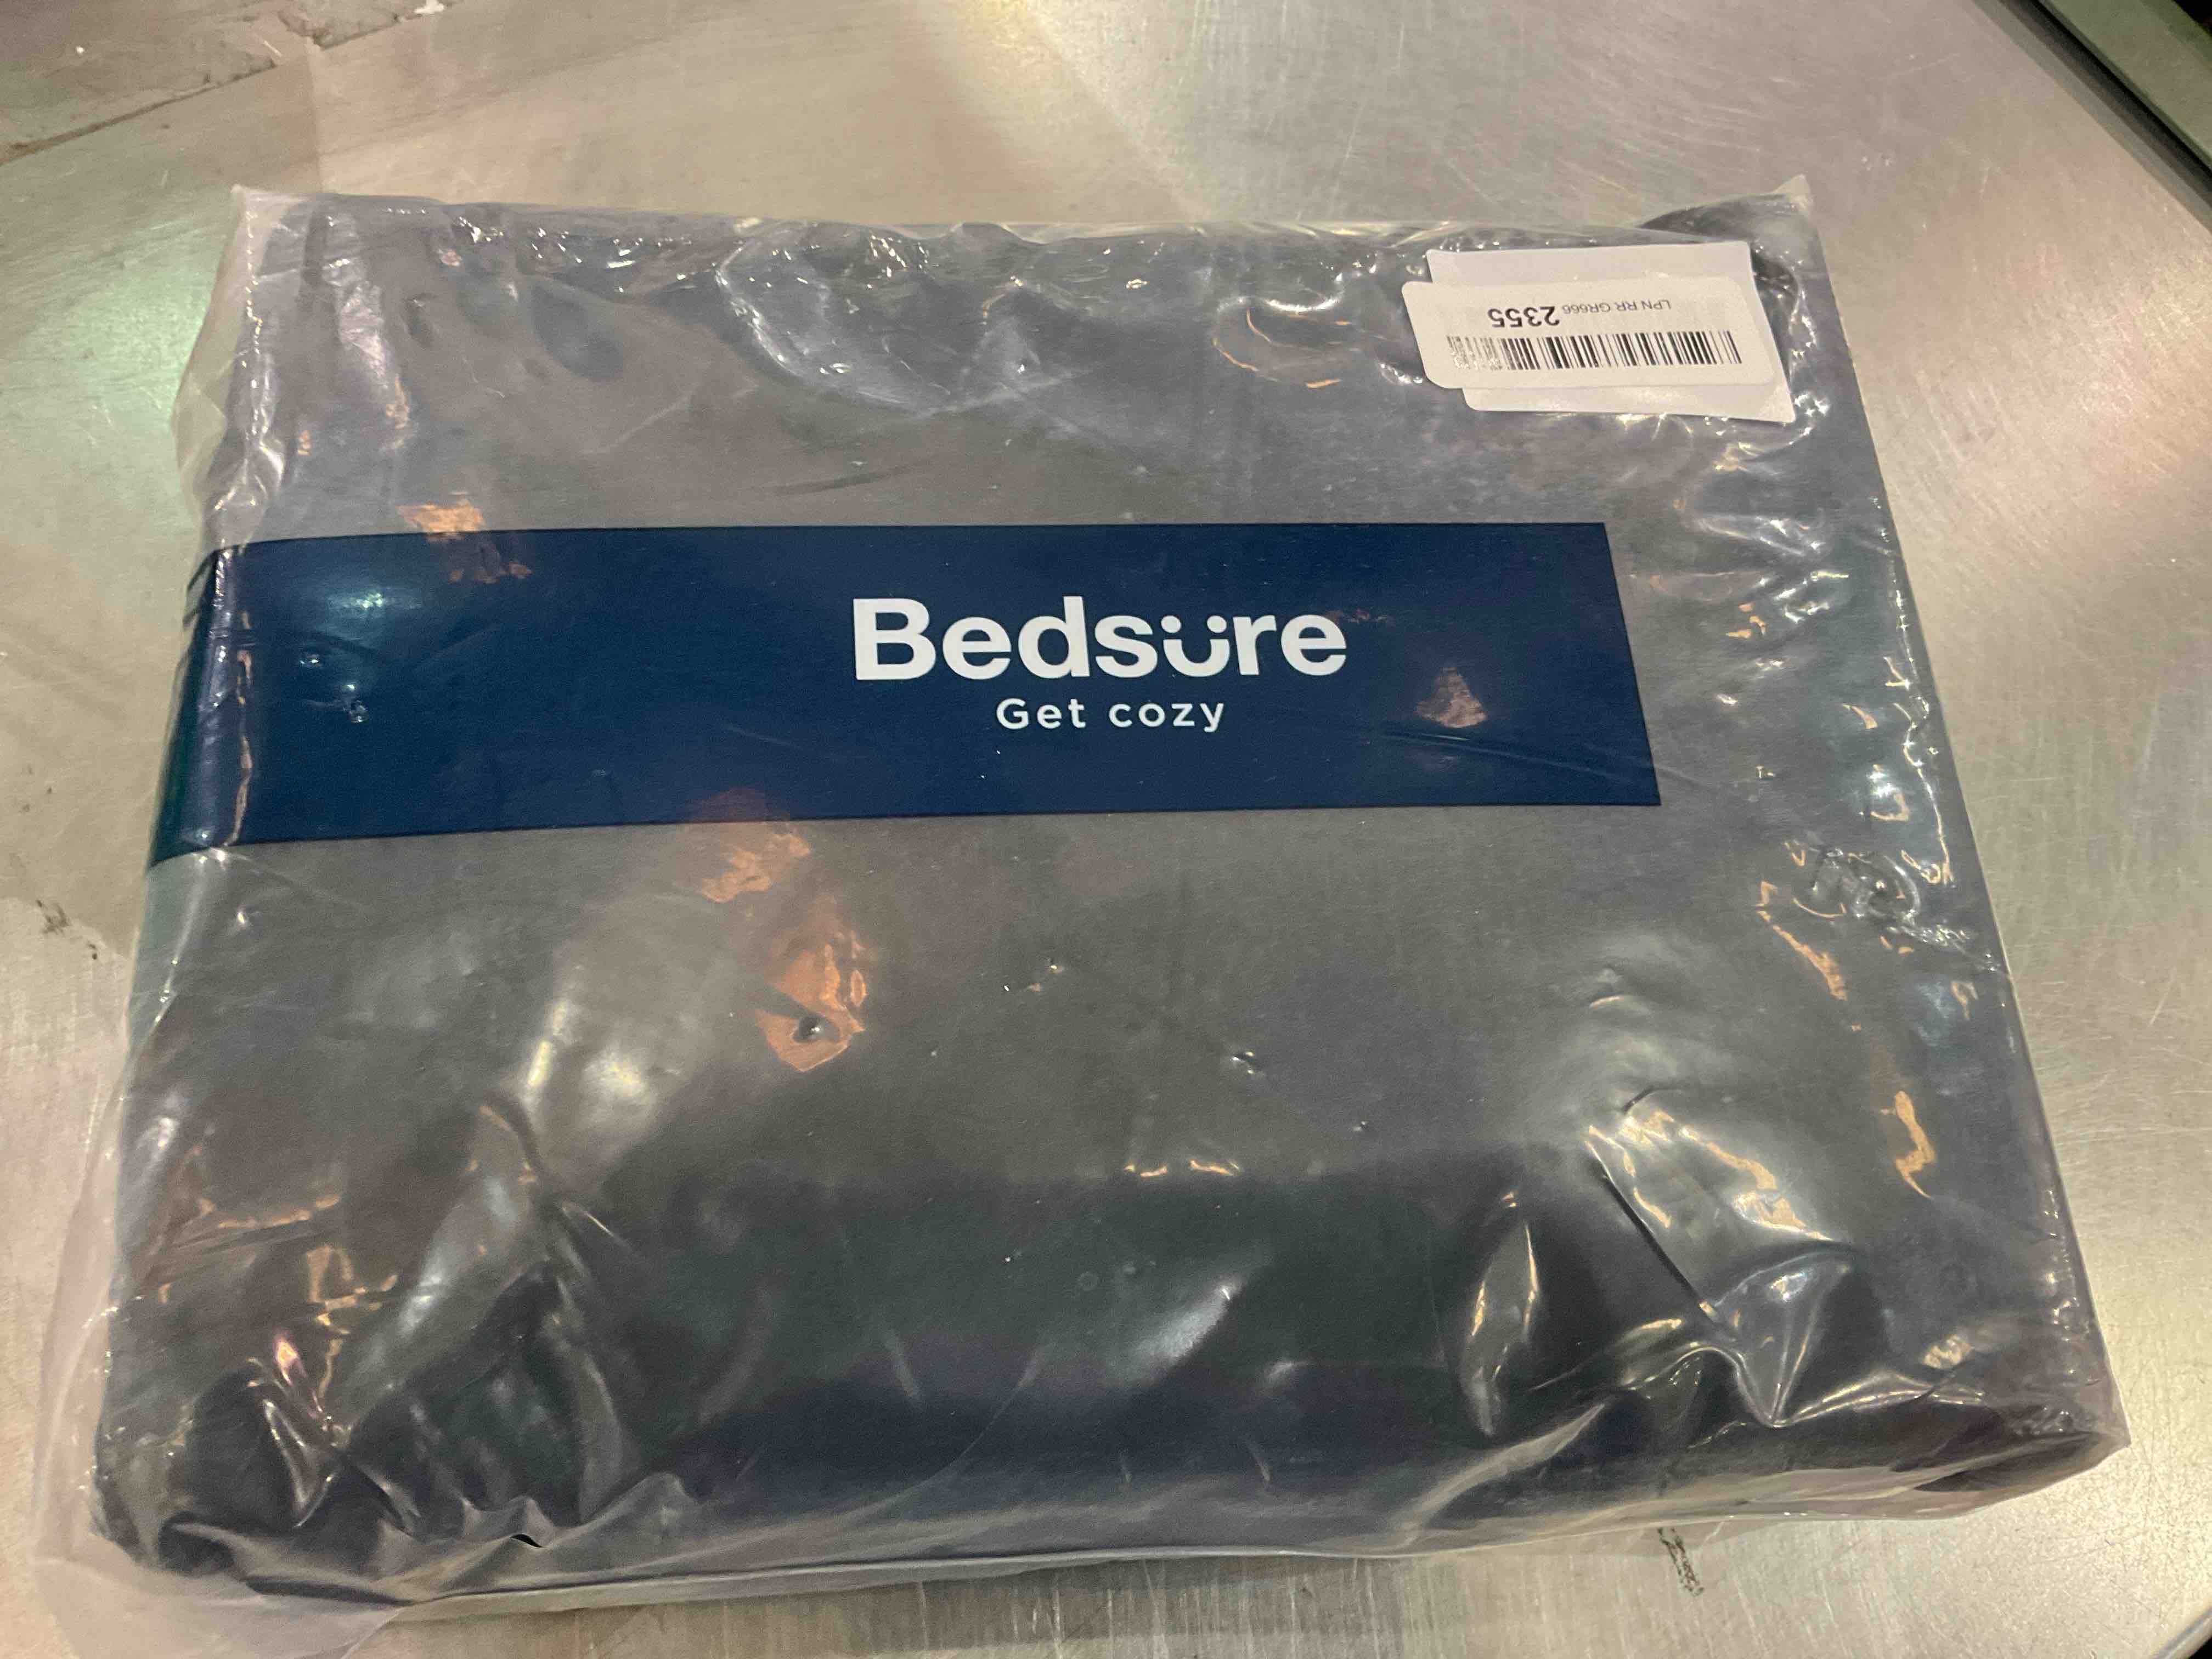 LPN RR GR666 2355
Bedsure
Get cozy